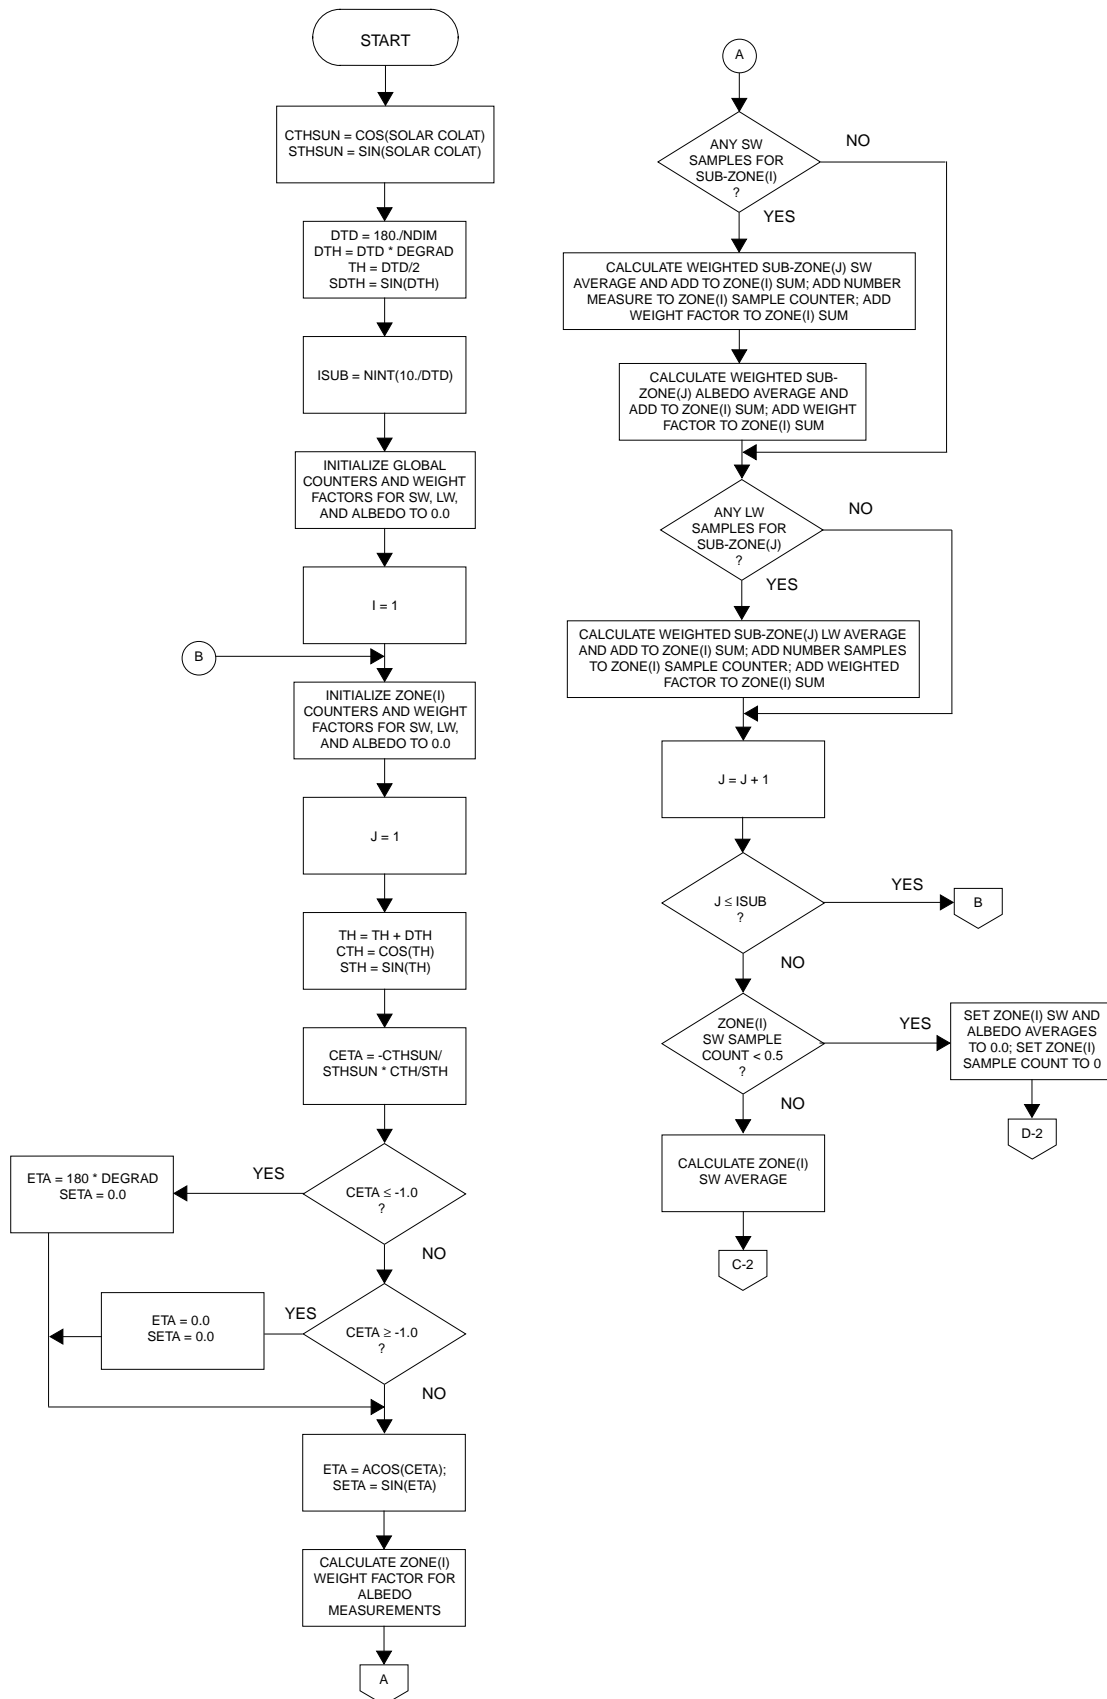 START
CTHSUN = COS(SOLAR COLAT)
STHSUN = SIN(SOLAR COLAT)
DTD = 180./NDIM
DTH = DTD * DEGRAD
TH = DTD/2
SDTH = SIN(DTH)
ISUB = NINT(10./DTD)
INITIALIZE GLOBAL
COUNTERS AND WEIGHT
FACTORS FOR SW, LW,
AND ALBEDO TO 0.0
I = 1
B
INITIALIZE ZONE(I)
COUNTERS AND WEIGHT
FACTORS FOR SW, LW,
AND ALBEDO TO 0.0
J = 1
TH = TH + DTH
CTH = COS(TH)
STH = SIN(TH)
CETA = -CTHSUN/
STHSUN * CTH/STH
CETA ≤ -1.0
?
YES
ETA = 180 * DEGRAD
SETA = 0.0
NO
CETA ≥ -1.0
?
YES
ETA = 0.0
SETA = 0.0
NO
ETA = ACOS(CETA);
SETA = SIN(ETA)
CALCULATE ZONE(I)
WEIGHT FACTOR FOR
ALBEDO
MEASUREMENTS
A
A
ANY SW
SAMPLES FOR
SUB-ZONE(I)
?
NO
YES
CALCULATE WEIGHTED SUB-ZONE(J) SW
AVERAGE AND ADD TO ZONE(I) SUM; ADD NUMBER
MEASURE TO ZONE(I) SAMPLE COUNTER; ADD
WEIGHT FACTOR TO ZONE(I) SUM
CALCULATE WEIGHTED SUB-
ZONE(J) ALBEDO AVERAGE AND
ADD TO ZONE(I) SUM; ADD WEIGHT
FACTOR TO ZONE(I) SUM
ANY LW
SAMPLES FOR
SUB-ZONE(J)
?
NO
YES
CALCULATE WEIGHTED SUB-ZONE(J) LW AVERAGE
AND ADD TO ZONE(I) SUM; ADD NUMBER SAMPLES
TO ZONE(I) SAMPLE COUNTER; ADD WEIGHTED
FACTOR TO ZONE(I) SUM
J = J + 1
J ≤ ISUB
?
YES
B
NO
ZONE(I)
SW SAMPLE
COUNT < 0.5
?
YES
SET ZONE(I) SW AND
ALBEDO AVERAGES
TO 0.0; SET ZONE(I)
SAMPLE COUNT TO 0
D-2
NO
CALCULATE ZONE(I)
SW AVERAGE
C-2